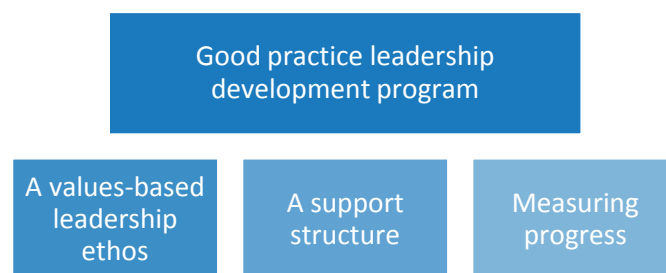 Good practice leadership
development program
A values-based
leadership
ethos
A support
structure
Measuring
progress